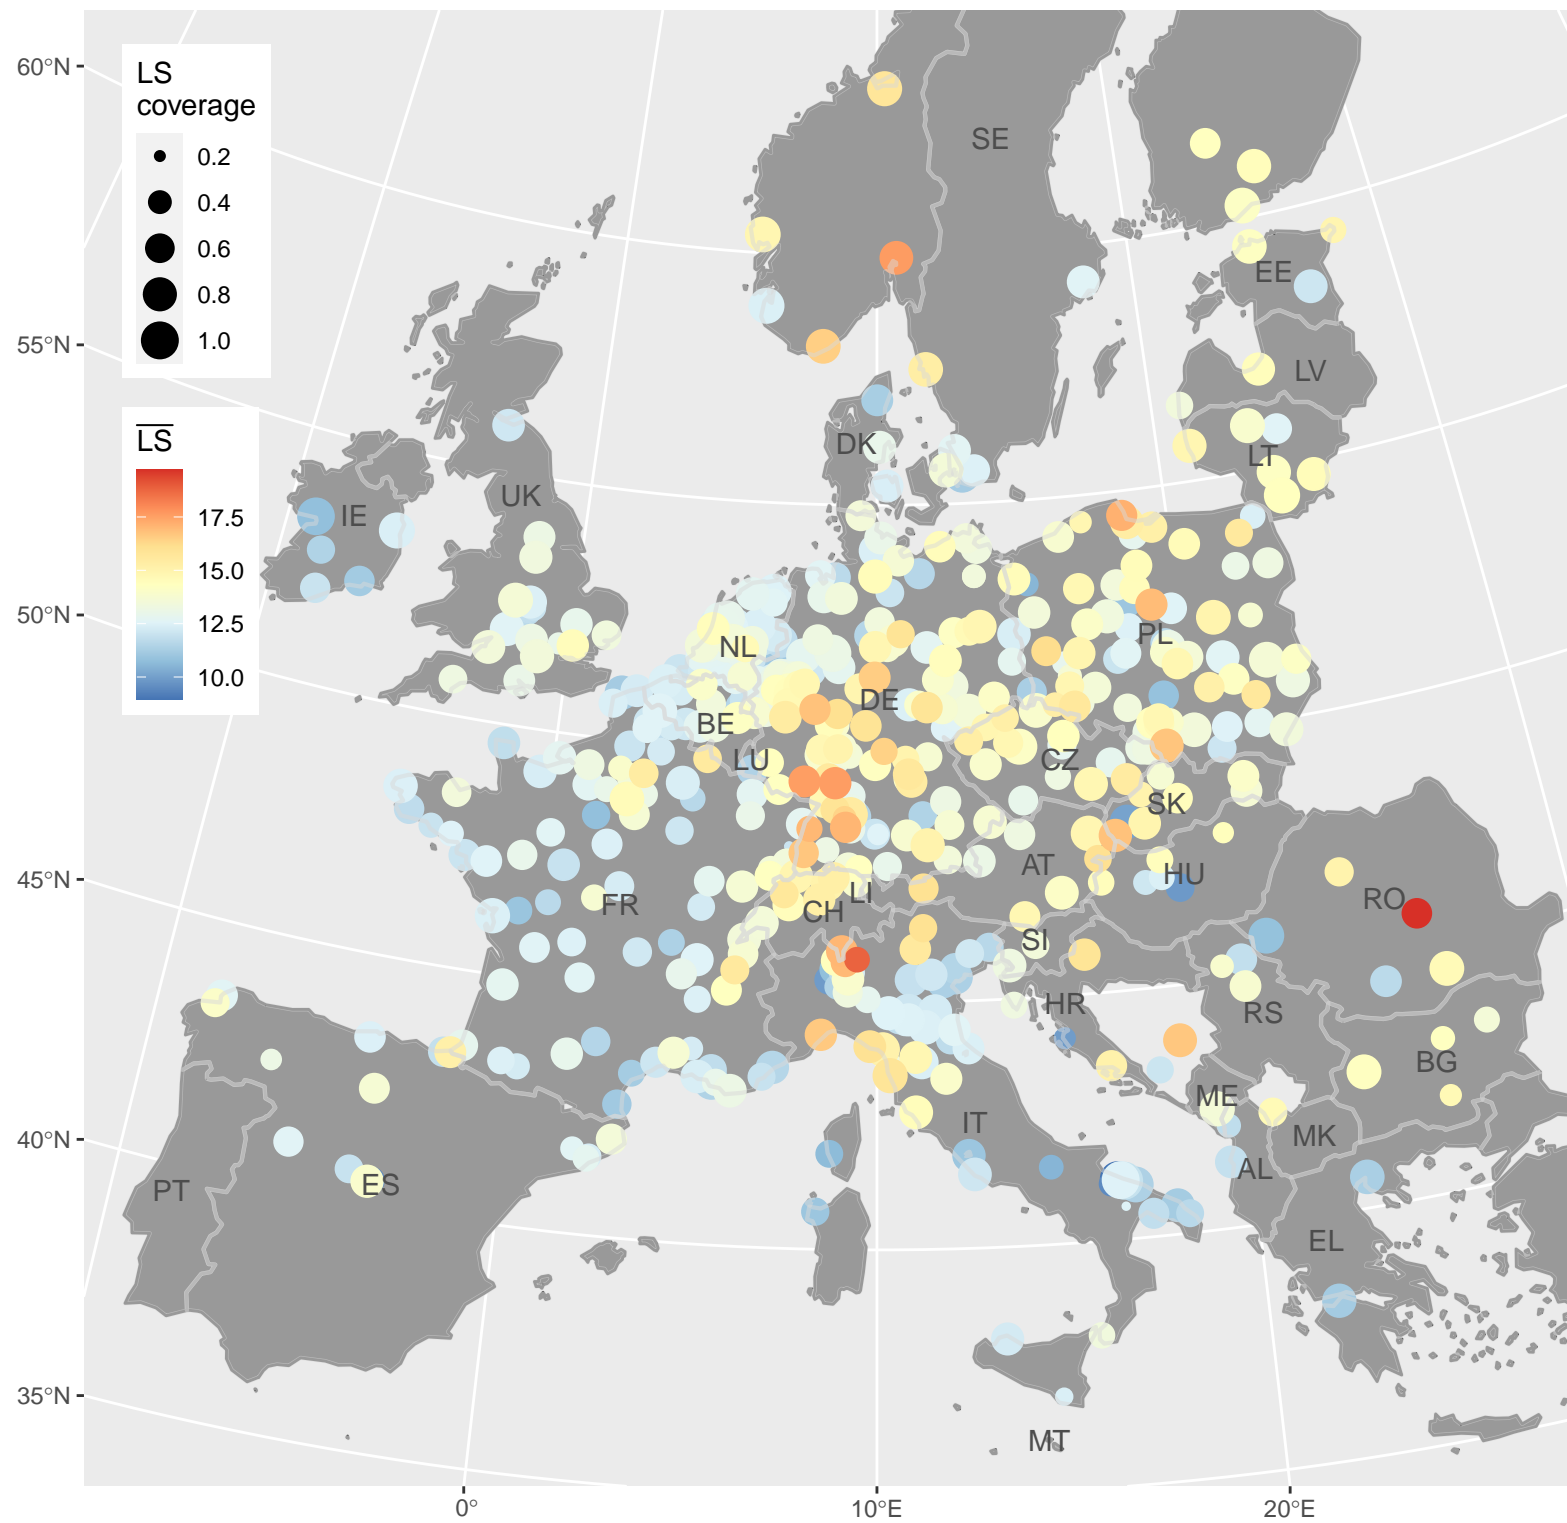 60°N
55°N
50°N
45°N
40°N
35°N
LS
coverage
0.2
0.4
0.6
0.8
1.0
LS
17.5
15.0
12.5
10.0
SE
EE
LV
LT
DK
IE
UK
PL
NL
DE
BE
LU
CZ
SK
AT
HU
RO
FR
LI
CH
SI
HR
RS
BG
ME
IT
MK
AL
ES
PT
EL
MT
0°
10°E
20°E